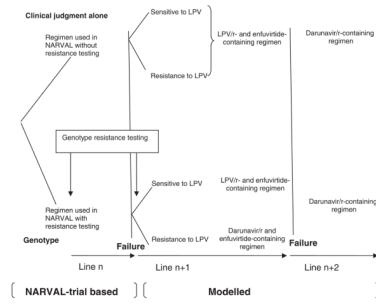 Clinical judgment alone
Regimen used in
NARVAL without
resistance testing
Sensitive to LPV
Resistance to LPV
LPV/r- and enfuvirtide-
containing regimen
Darunavir/r-containing
regimen
Genotype resistance testing
Regimen used in
NARVAL with
resistance testing
Genotype
Sensitive to LPV
Resistance to LPV
LPV/r- and enfuvirtide-
containing regimen
Darunavir/r and
enfuvirtide-containing
regimen
Darunavir/r-containing
regimen
Failure
Failure
Line n
Line n+1
Line n+2
NARVAL-trial based
Modelled